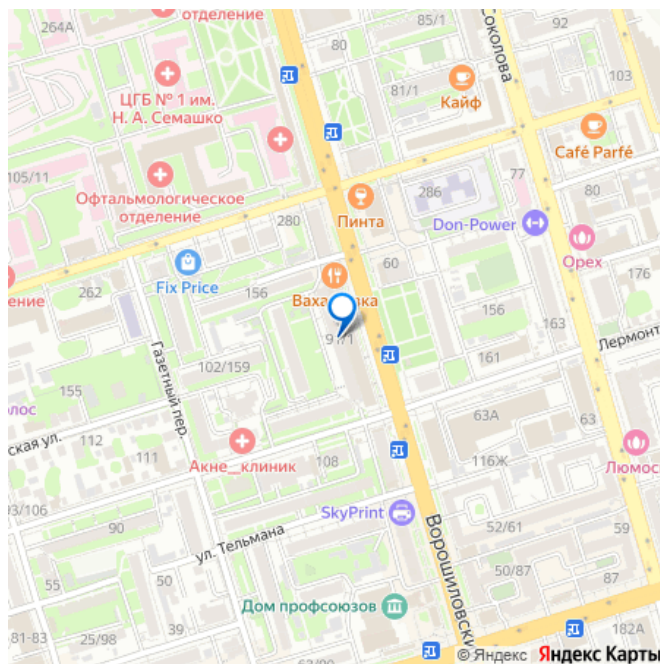 264А
отделение
80
85/1
Соколова
92
ЦГБ № 1 им.
Н. А. Семашко
81/1
Кайф
103
Café Parfé
105/11
Офтальмологическое
отделение
77
80
286
Пинта
280
Don-Power
Орех
ение
262
Fix Price
156
60
176
156
163
Лермонт
Газетный пер.
102/159
161
155
олос
ская ул.
112
111
Акне_клиник
108
63А
63
116Ж
Люмос
93/106
90
SkyPrint
ул. Тельмана
52/61
59
Ворошиловски
50
50/87
87
Дом профсоюзов
39
81-83
25/98
182А
© Яндекс Яндекс Карты